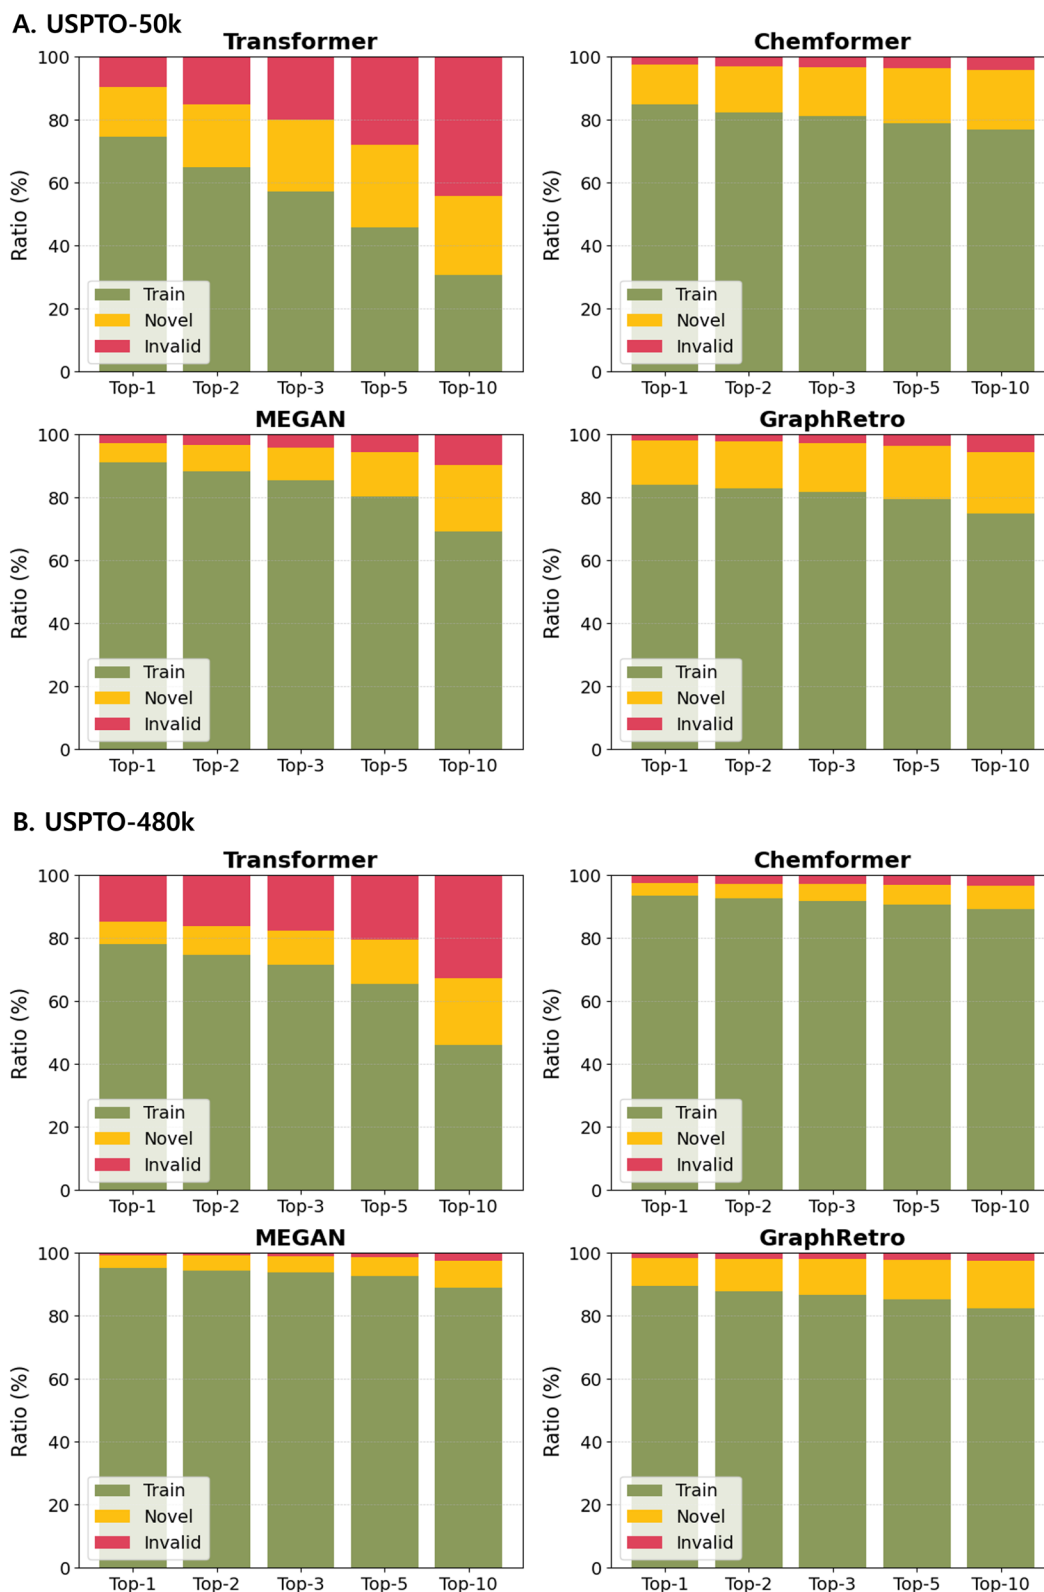 A. USPTO-50k
Transformer
Ratio (%)
100
80
60
40
20
0
Train
Novel
Invalid
Top-1 Top-2 Top-3 Top-5 Top-10
Chemformer
Ratio (%)
100
80
60
40
20
0
Train
Novel
Invalid
Top-1 Top-2 Top-3 Top-5 Top-10
MEGAN
Ratio (%)
100
80
60
40
20
0
Train
Novel
Invalid
Top-1 Top-2 Top-3 Top-5 Top-10
GraphRetro
Ratio (%)
100
80
60
40
20
0
Train
Novel
Invalid
Top-1 Top-2 Top-3 Top-5 Top-10
B. USPTO-480k
Transformer
Ratio (%)
100
80
60
40
20
0
Train
Novel
Invalid
Top-1 Top-2 Top-3 Top-5 Top-10
Chemformer
Ratio (%)
100
80
60
40
20
0
Train
Novel
Invalid
Top-1 Top-2 Top-3 Top-5 Top-10
MEGAN
Ratio (%)
100
80
60
40
20
0
Train
Novel
Invalid
Top-1 Top-2 Top-3 Top-5 Top-10
GraphRetro
Ratio (%)
100
80
60
40
20
0
Train
Novel
Invalid
Top-1 Top-2 Top-3 Top-5 Top-10